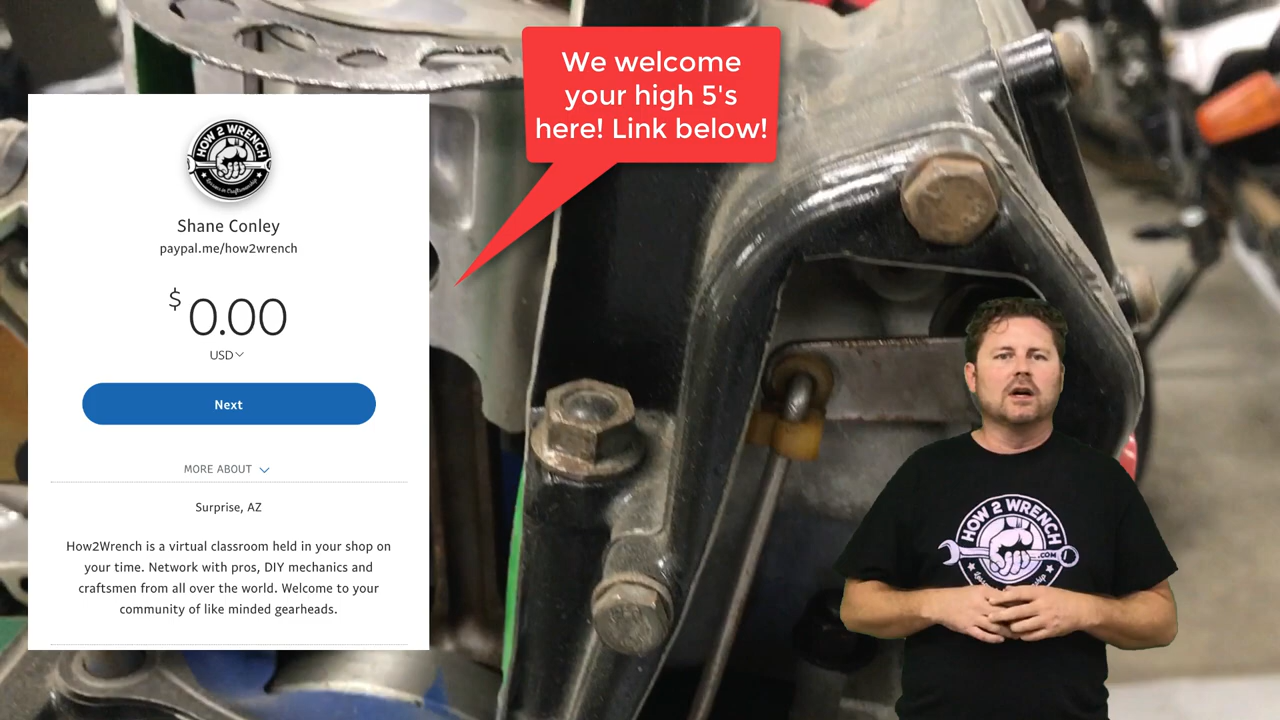 We welcome
your high 5's
here! Link below!
HOW 2 WRENCH
Shane Conley
paypal.me/how2wrench
$ 0.00
USD
Next
MORE ABOUT
Surprise, AZ
How2Wrench is a virtual classroom held in your shop on
your time. Network with pros, DIY mechanics and
craftsmen from all over the world. Welcome to your
community of like minded gearheads.
HOW 2 WRENCH
.COM